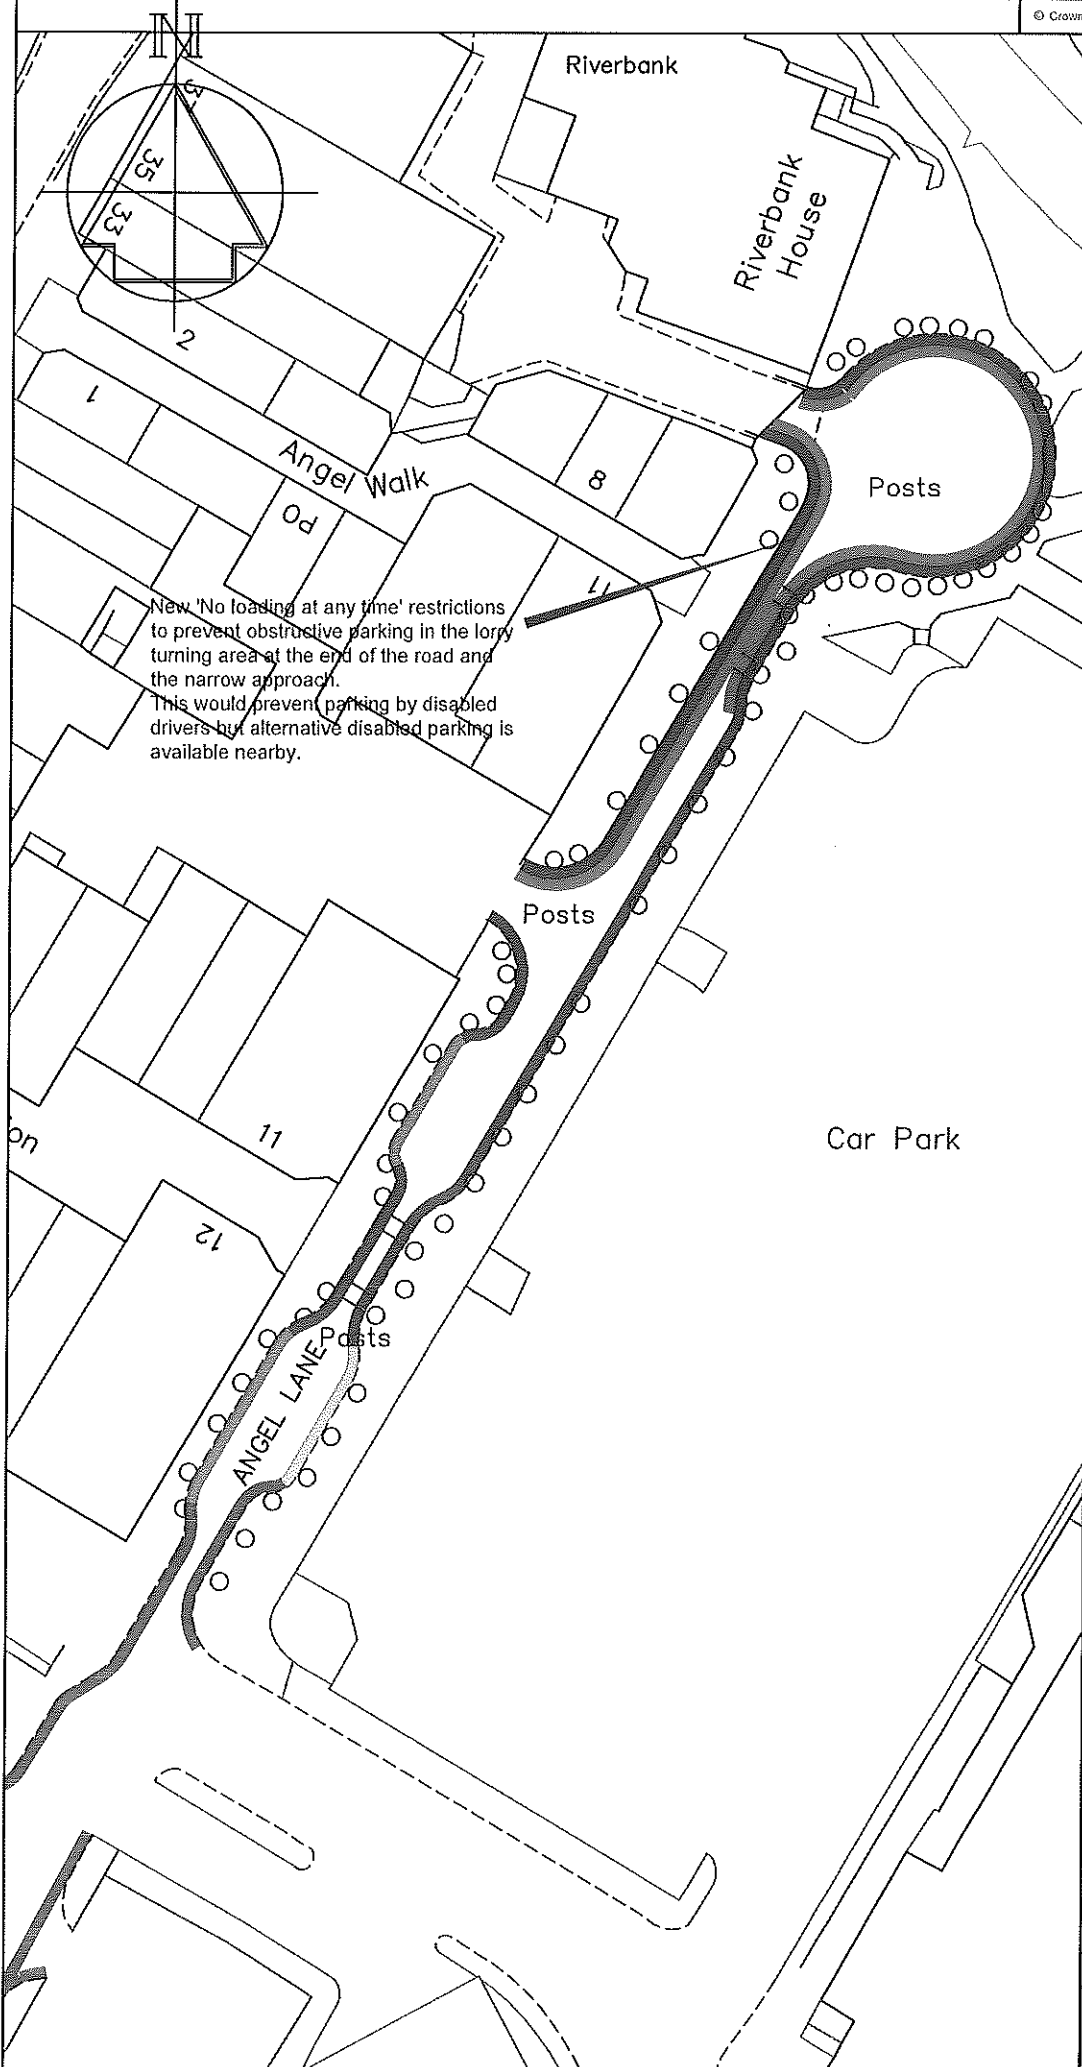 © Crown
N
Riverbank
3
35
33
Riverbank
House
2
1
Angel Walk
8
PO
Posts
11
New 'No loading at any time' restrictions
to prevent obstructive parking in the lorry
turning area at the end of the road and
the narrow approach.
This would prevent parking by disabled
drivers but alternative disabled parking is
available nearby.
Posts
on
11
Car Park
12
Posts
ANGEL LANE